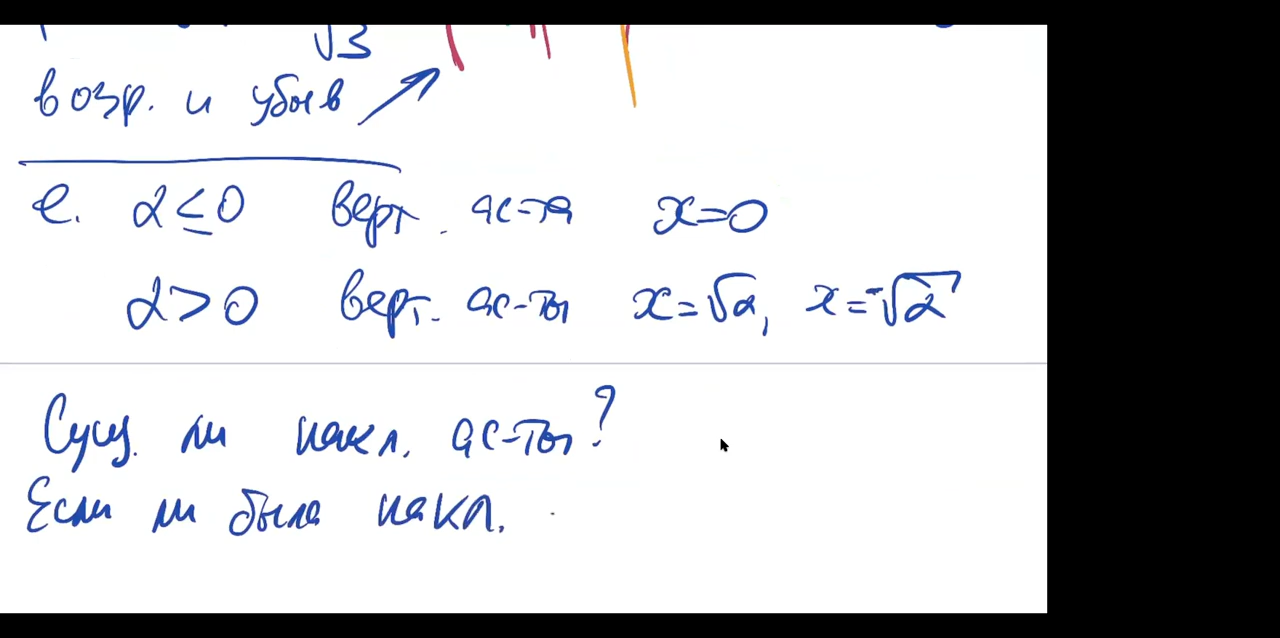 √3
возр. и убыв
e. α ≤ 0 верт. ас-та x=0
α > 0 верт. ас-ты x=√α, x=-√α
Сущ. ли накл. ас-ты?
Если ли была накл.